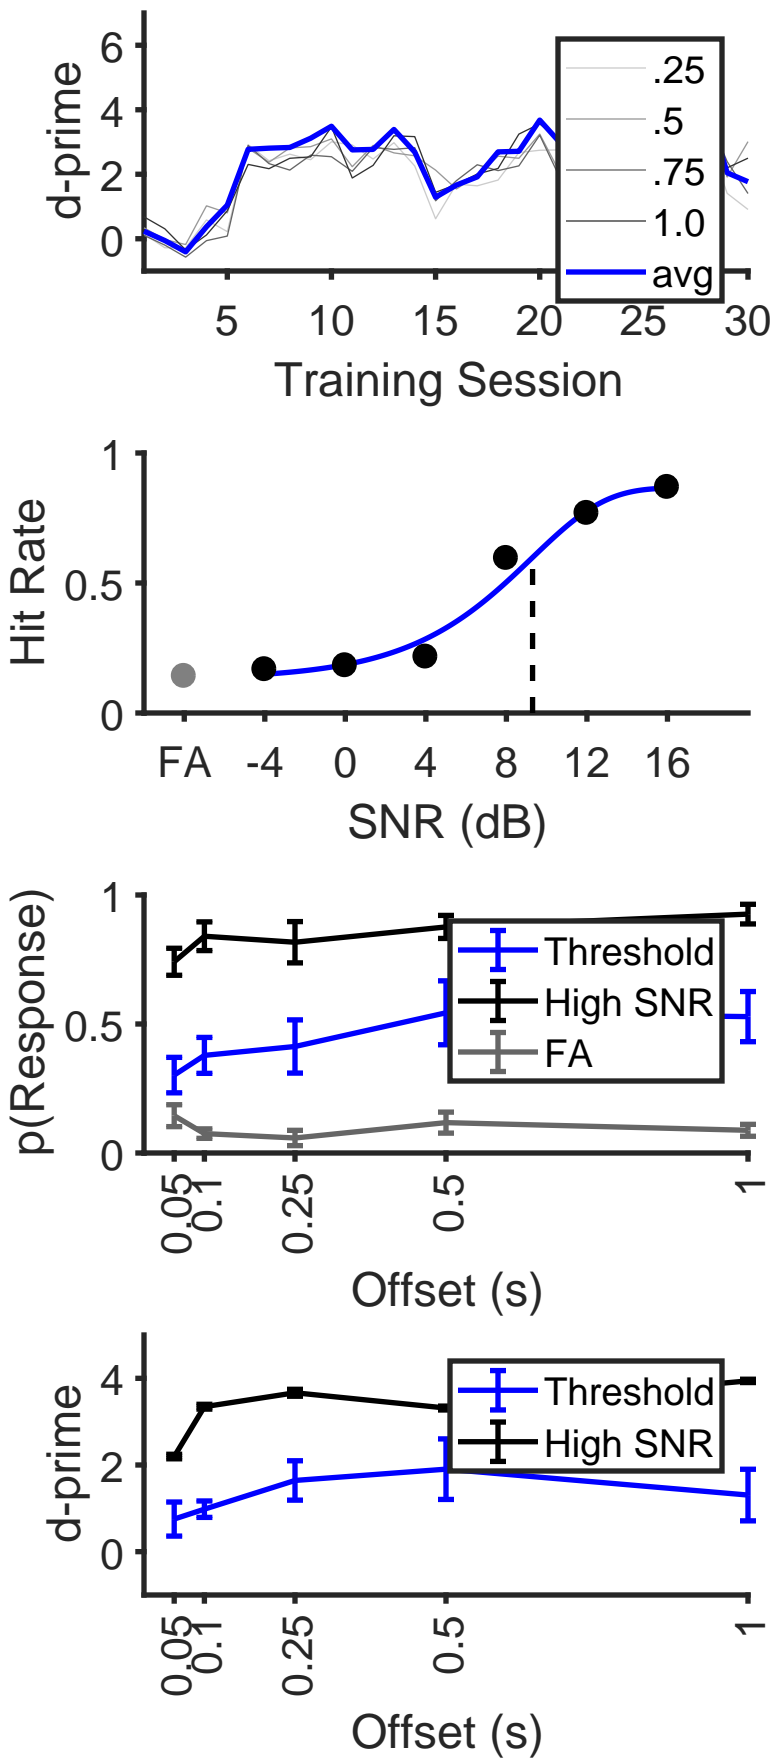 6
4
2
0
d-prime
.25
.5
.75
1.0
avg
5 10 15 20 25 30
Training Session
1
0.5
0
Hit Rate
FA -4 0 4 8 12 16
SNR (dB)
1
0.5
0
p(Response)
Threshold
High SNR
FA
0.05 0.1 0.25 0.5 1
Offset (s)
4
2
0
d-prime
Threshold
High SNR
0.05 0.1 0.25 0.5 1
Offset (s)